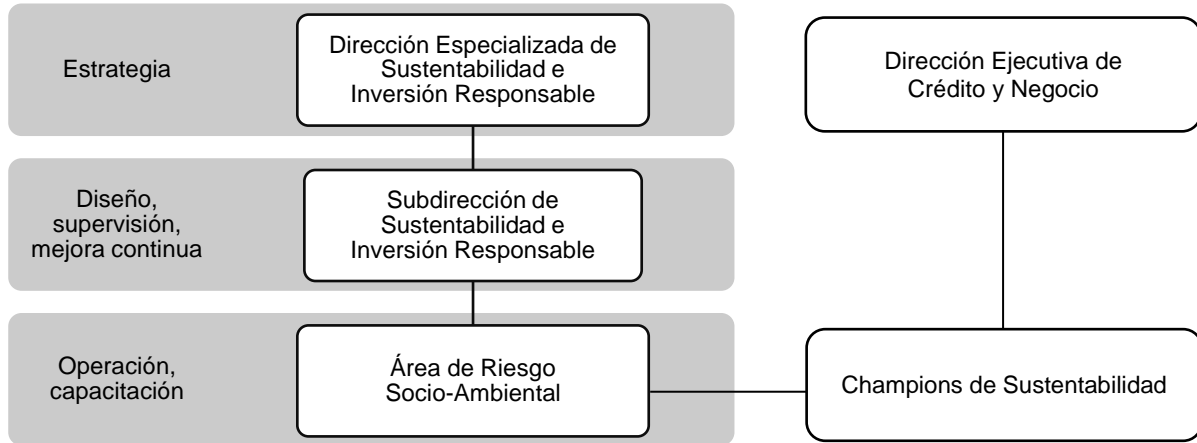 Estrategia
Dirección Especializada de
Sustentabilidad e
Inversión Responsable
Dirección Ejecutiva de
Crédito y Negocio
Diseño,
supervisión,
mejora continua
Subdirección de
Sustentabilidad e
Inversión Responsable
Operación,
capacitación
Área de Riesgo
Socio-Ambiental
Champions de Sustentabilidad